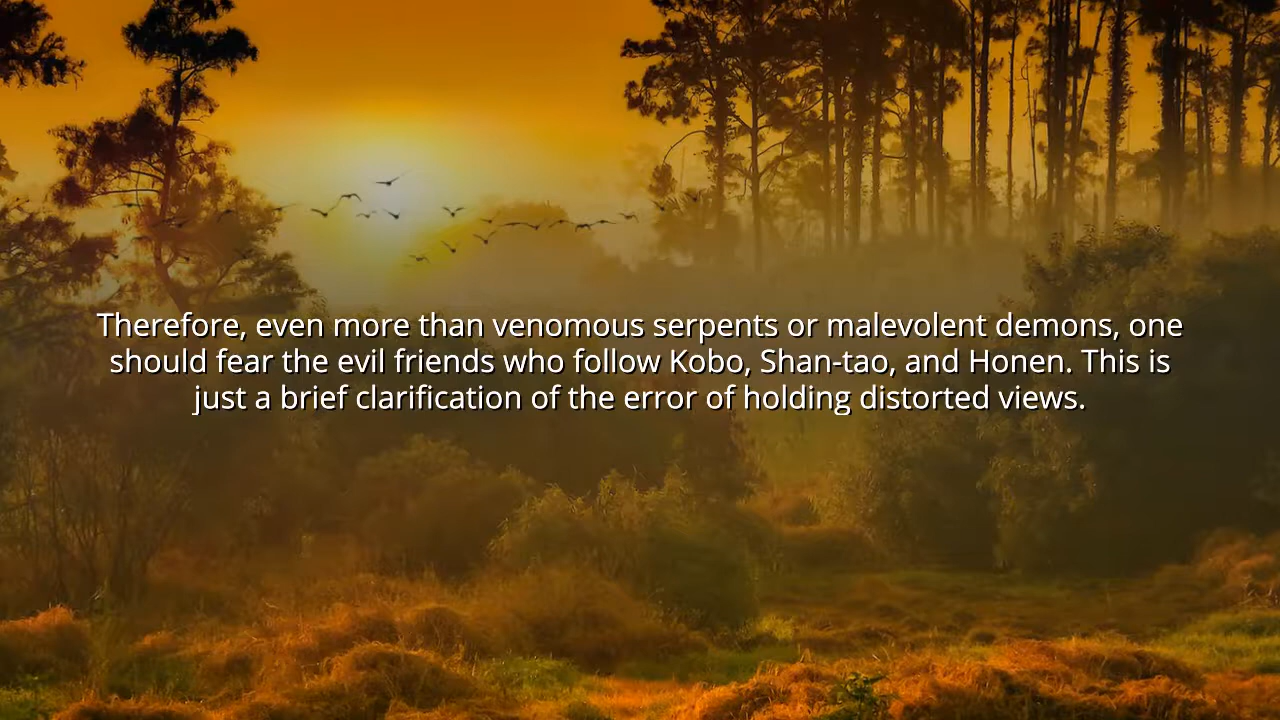 Therefore, even more than venomous serpents or malevolent demons, one
should fear the evil friends who follow Kobo, Shan-tao, and Honen. This is
just a brief clarification of the error of holding distorted views.